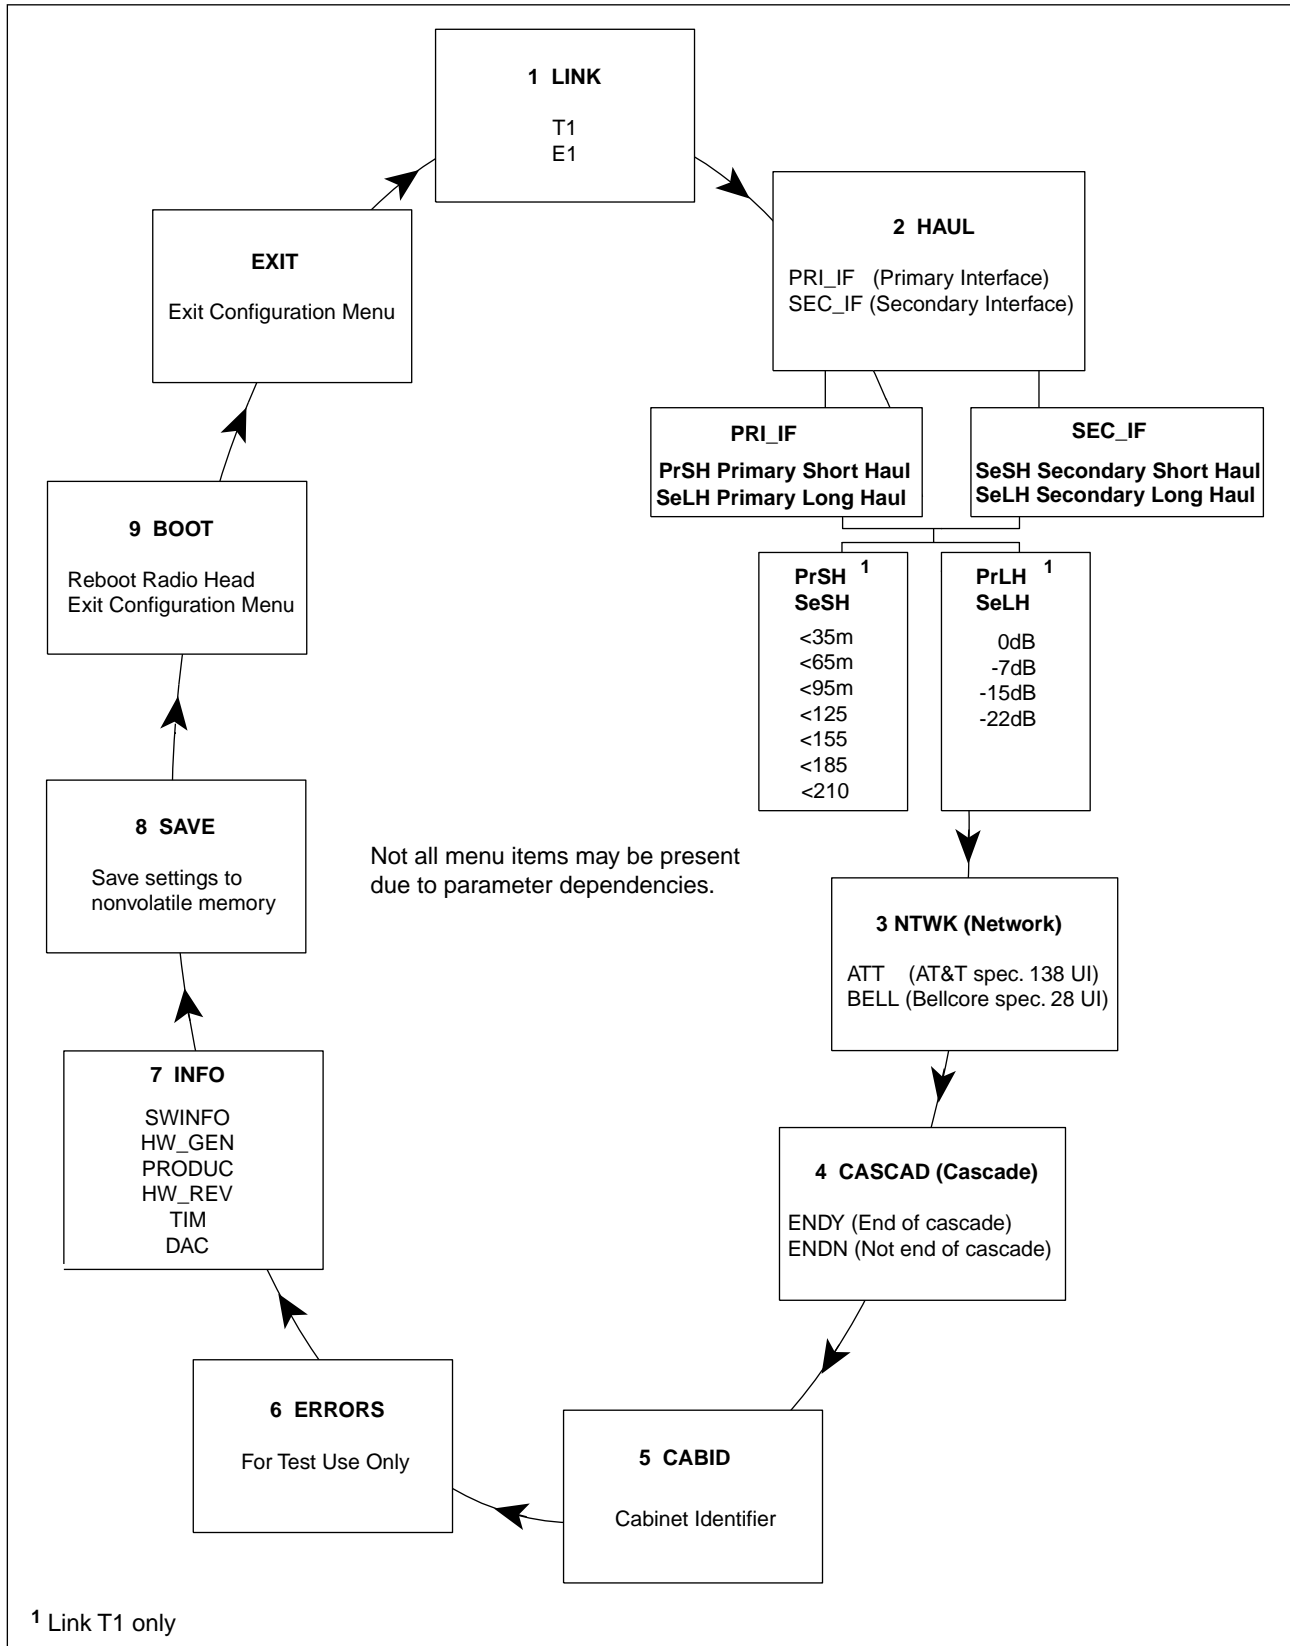 1 LINK
T1
E1
2 HAUL
PRI_IF (Primary Interface)
SEC_IF (Secondary Interface)
EXIT
Exit Configuration Menu
PRI_IF
PrSH Primary Short Haul
SeLH Primary Long Haul
SEC_IF
SeSH Secondary Short Haul
SeLH Secondary Long Haul
9 BOOT
Reboot Radio Head
Exit Configuration Menu
PrSH 1
SeSH
<35m
<65m
<95m
<125
<155
<185
<210
PrLH 1
SeLH
0dB
-7dB
-15dB
-22dB
8 SAVE
Save settings to
nonvolatile memory
Not all menu items may be present
due to parameter dependencies.
3 NTWK (Network)
ATT (AT&T spec. 138 UI)
BELL (Bellcore spec. 28 UI)
7 INFO
SWINFO
HW_GEN
PRODUC
HW_REV
TIM
DAC
4 CASCAD (Cascade)
ENDY (End of cascade)
ENDN (Not end of cascade)
6 ERRORS
For Test Use Only
5 CABID
Cabinet Identifier
1 Link T1 only